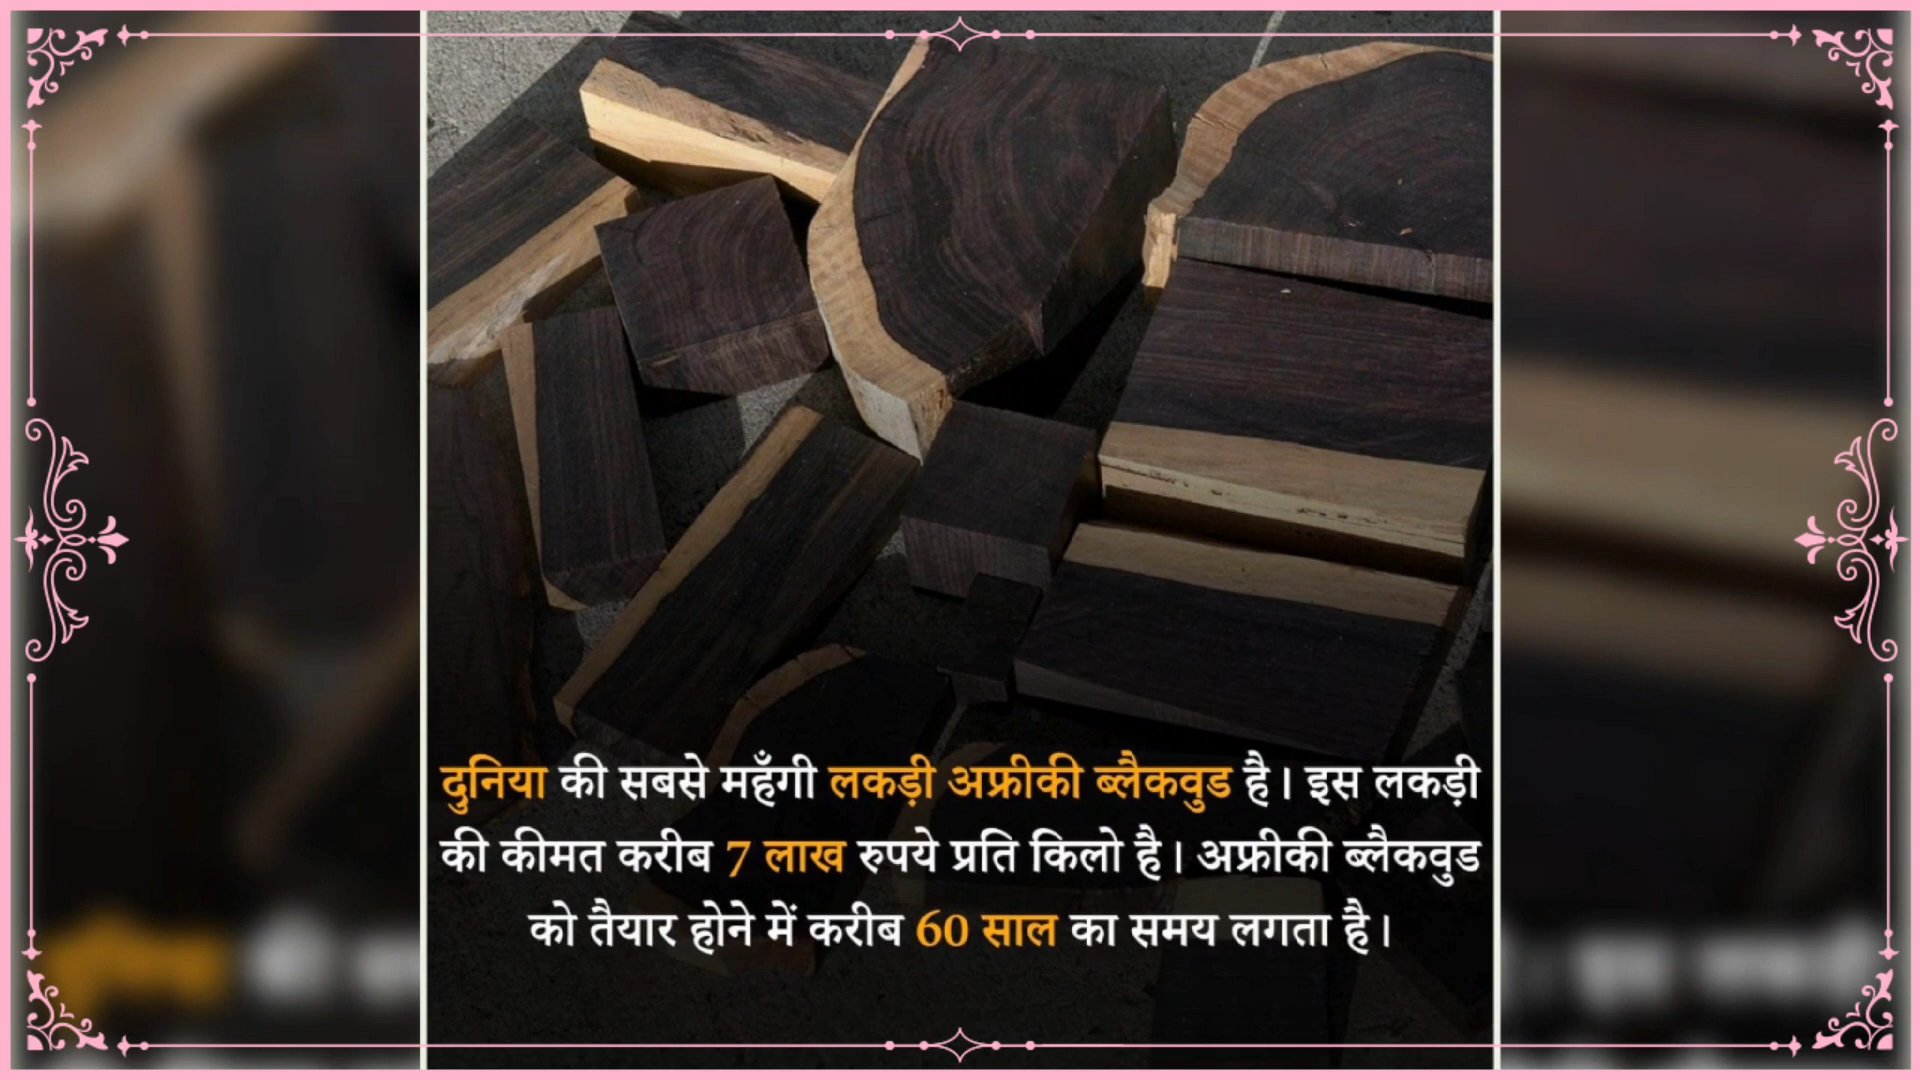 दुनिया की सबसे महँगी लकड़ी अफ्रीकी ब्लैकवुड है। इस लकड़ी
की कीमत करीब 7 लाख रुपये प्रति किलो है। अफ्रीकी ब्लैकवुड
को तैयार होने में करीब 60 साल का समय लगता है।